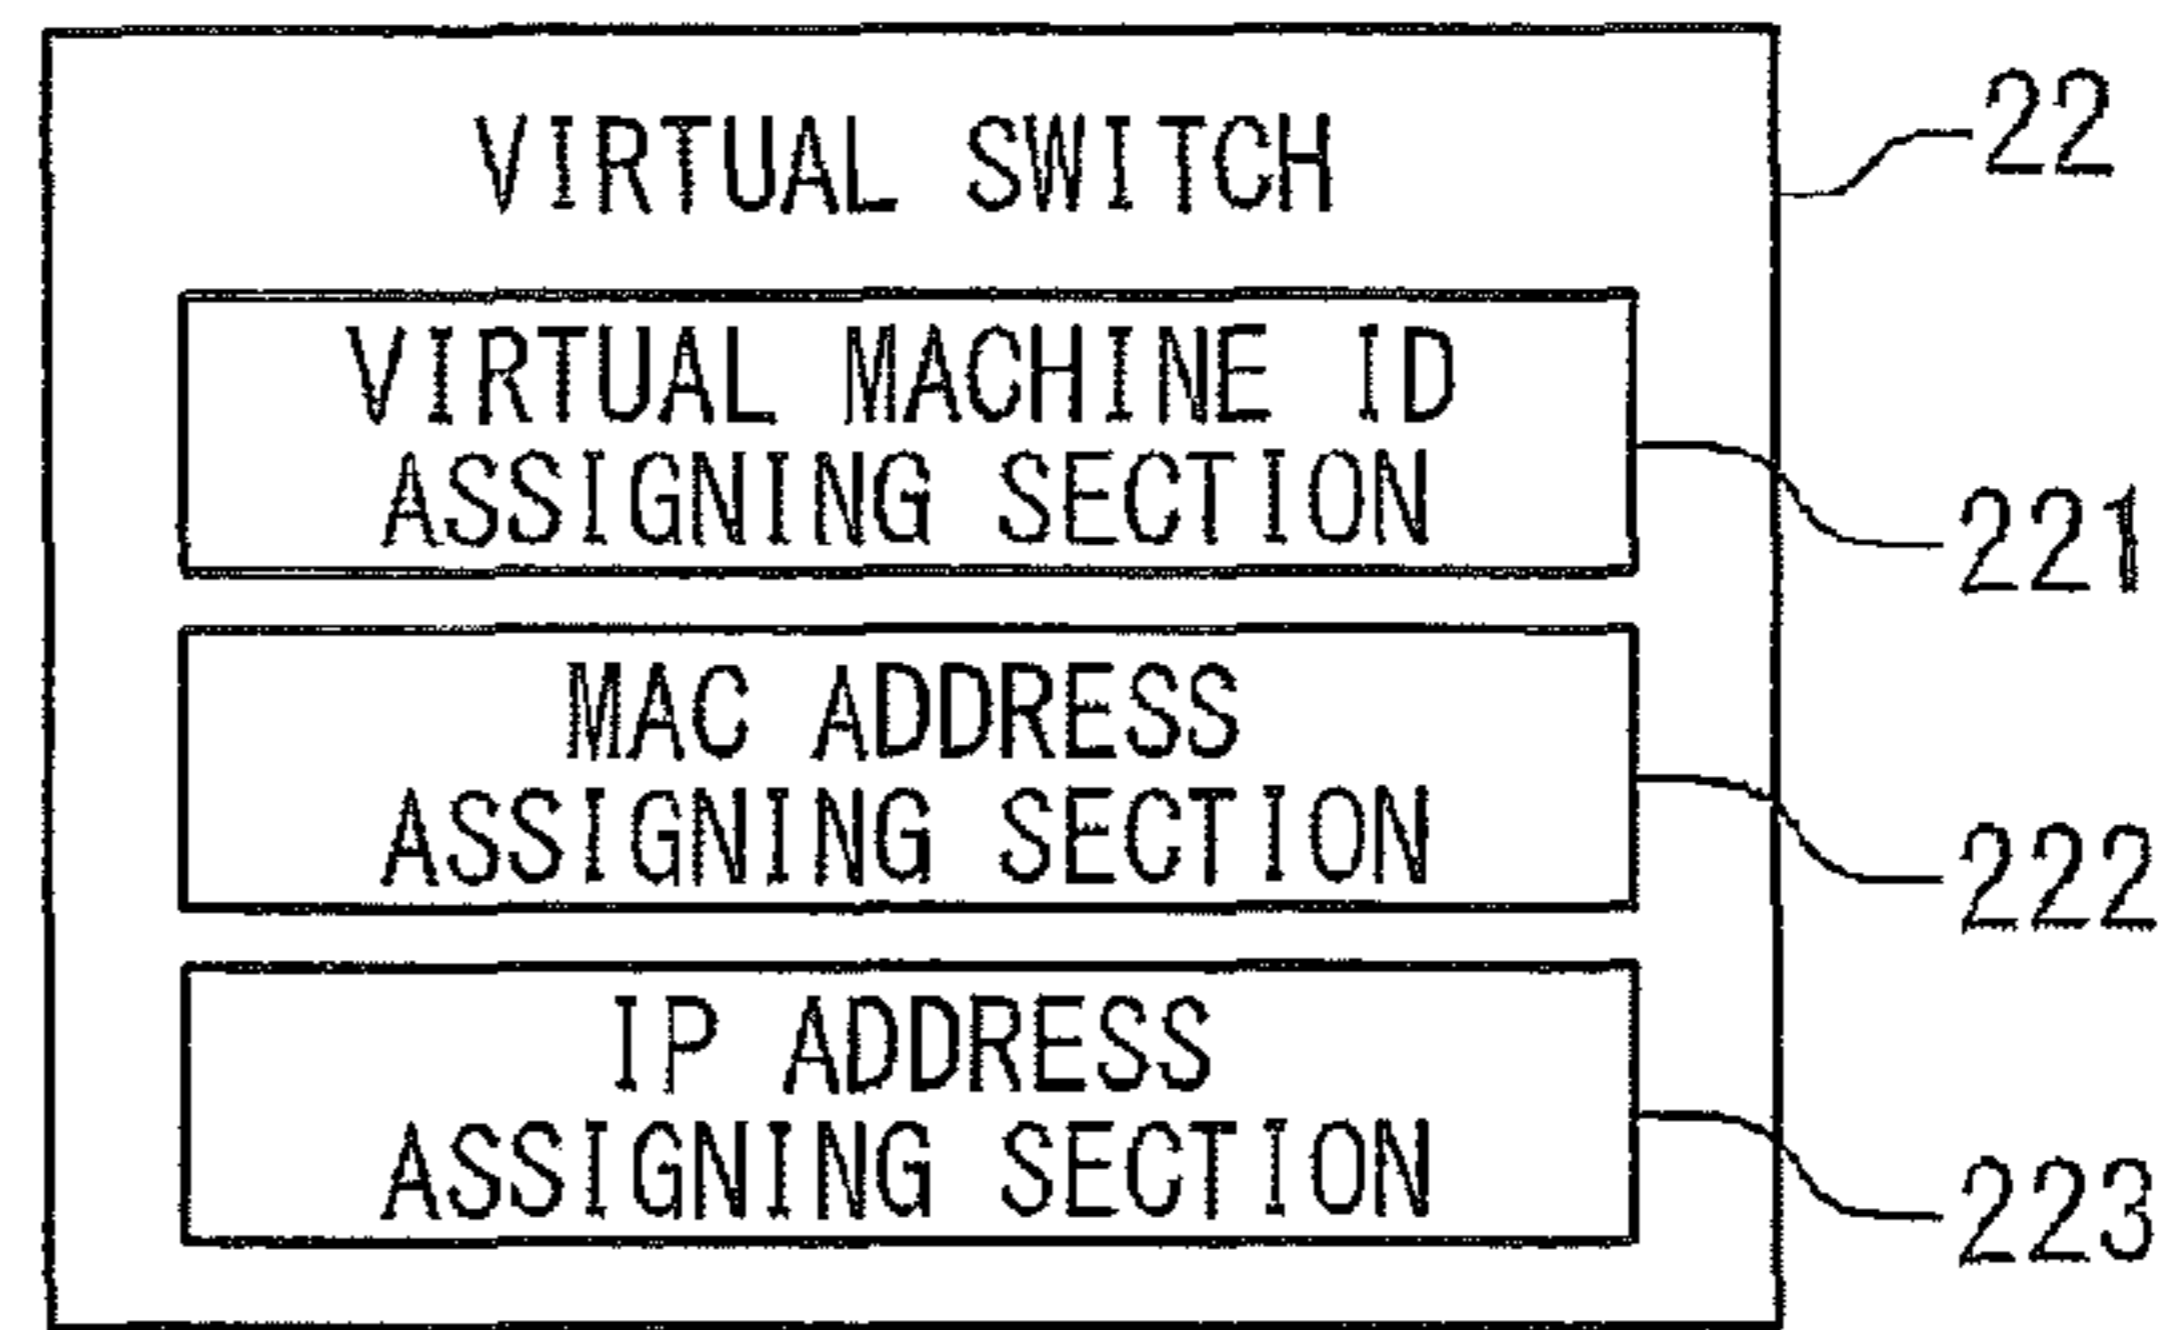 VIRTUAL SWITCH
22
VIRTUAL MACHINE ID
ASSIGNING SECTION
221
MAC ADDRESS
ASSIGNING SECTION
222
IP ADDRESS
ASSIGNING SECTION
223